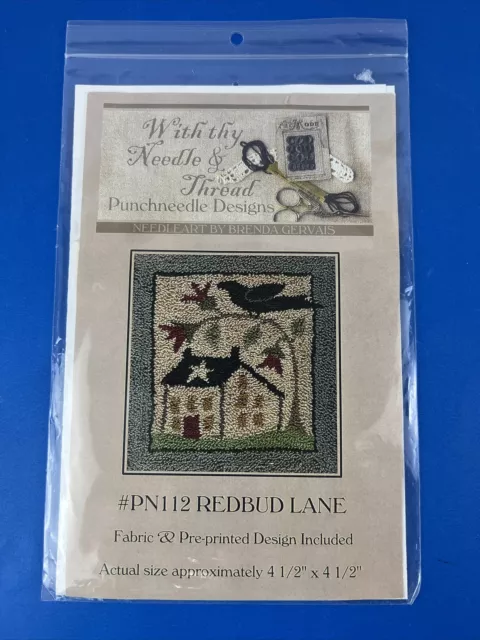 With thy
Needle &
Thread
Punchneedle Designs
NEEDLEART BY BRENDA GERVAIS
#PN112 REDBUD LANE
Fabric & Pre-printed Design Included
Actual size approximately 4 1/2" x 4 1/2"